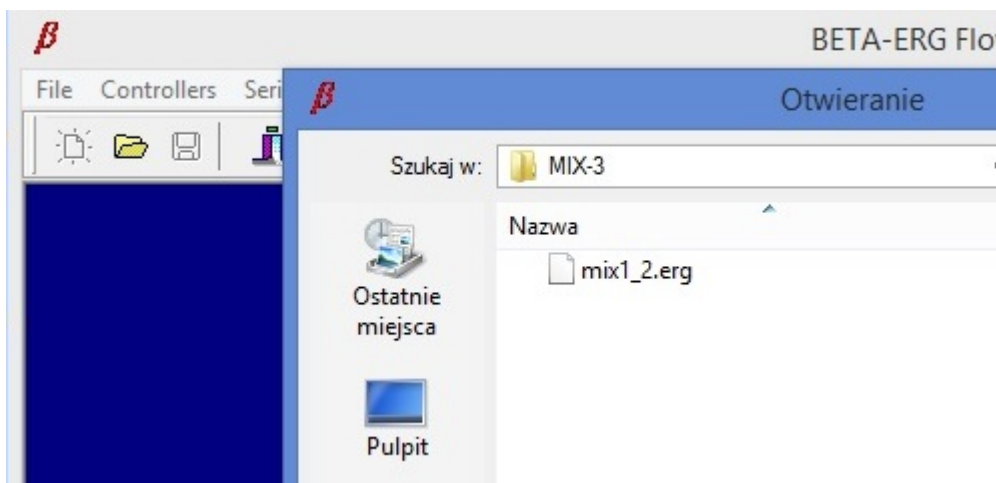 β BETA-ERG Flo
File Controllers Seri
β Otwieranie
Szukaj w: MIX-3
Nazwa
mix1_2.erg
Ostatnie
miejsca
Pulpit